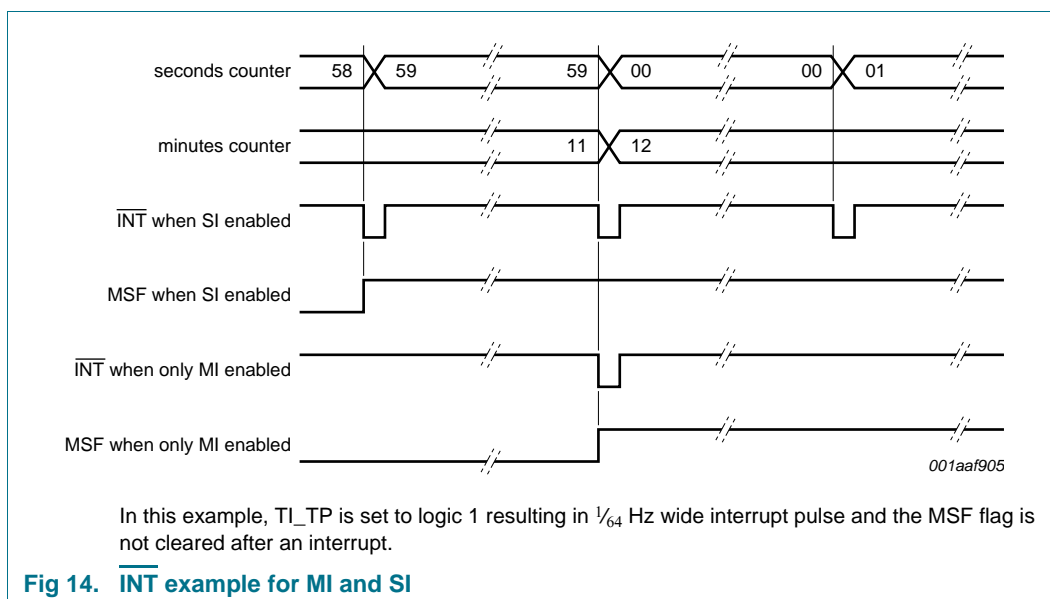 seconds counter 58 59 59 00 00 01
minutes counter 11 12
INT when SI enabled
MSF when SI enabled
INT when only MI enabled
MSF when only MI enabled
001aaf905
In this example, TI_TP is set to logic 1 resulting in 1⁄64 Hz wide interrupt pulse and the MSF flag is
not cleared after an interrupt.
Fig 14. INT example for MI and SI